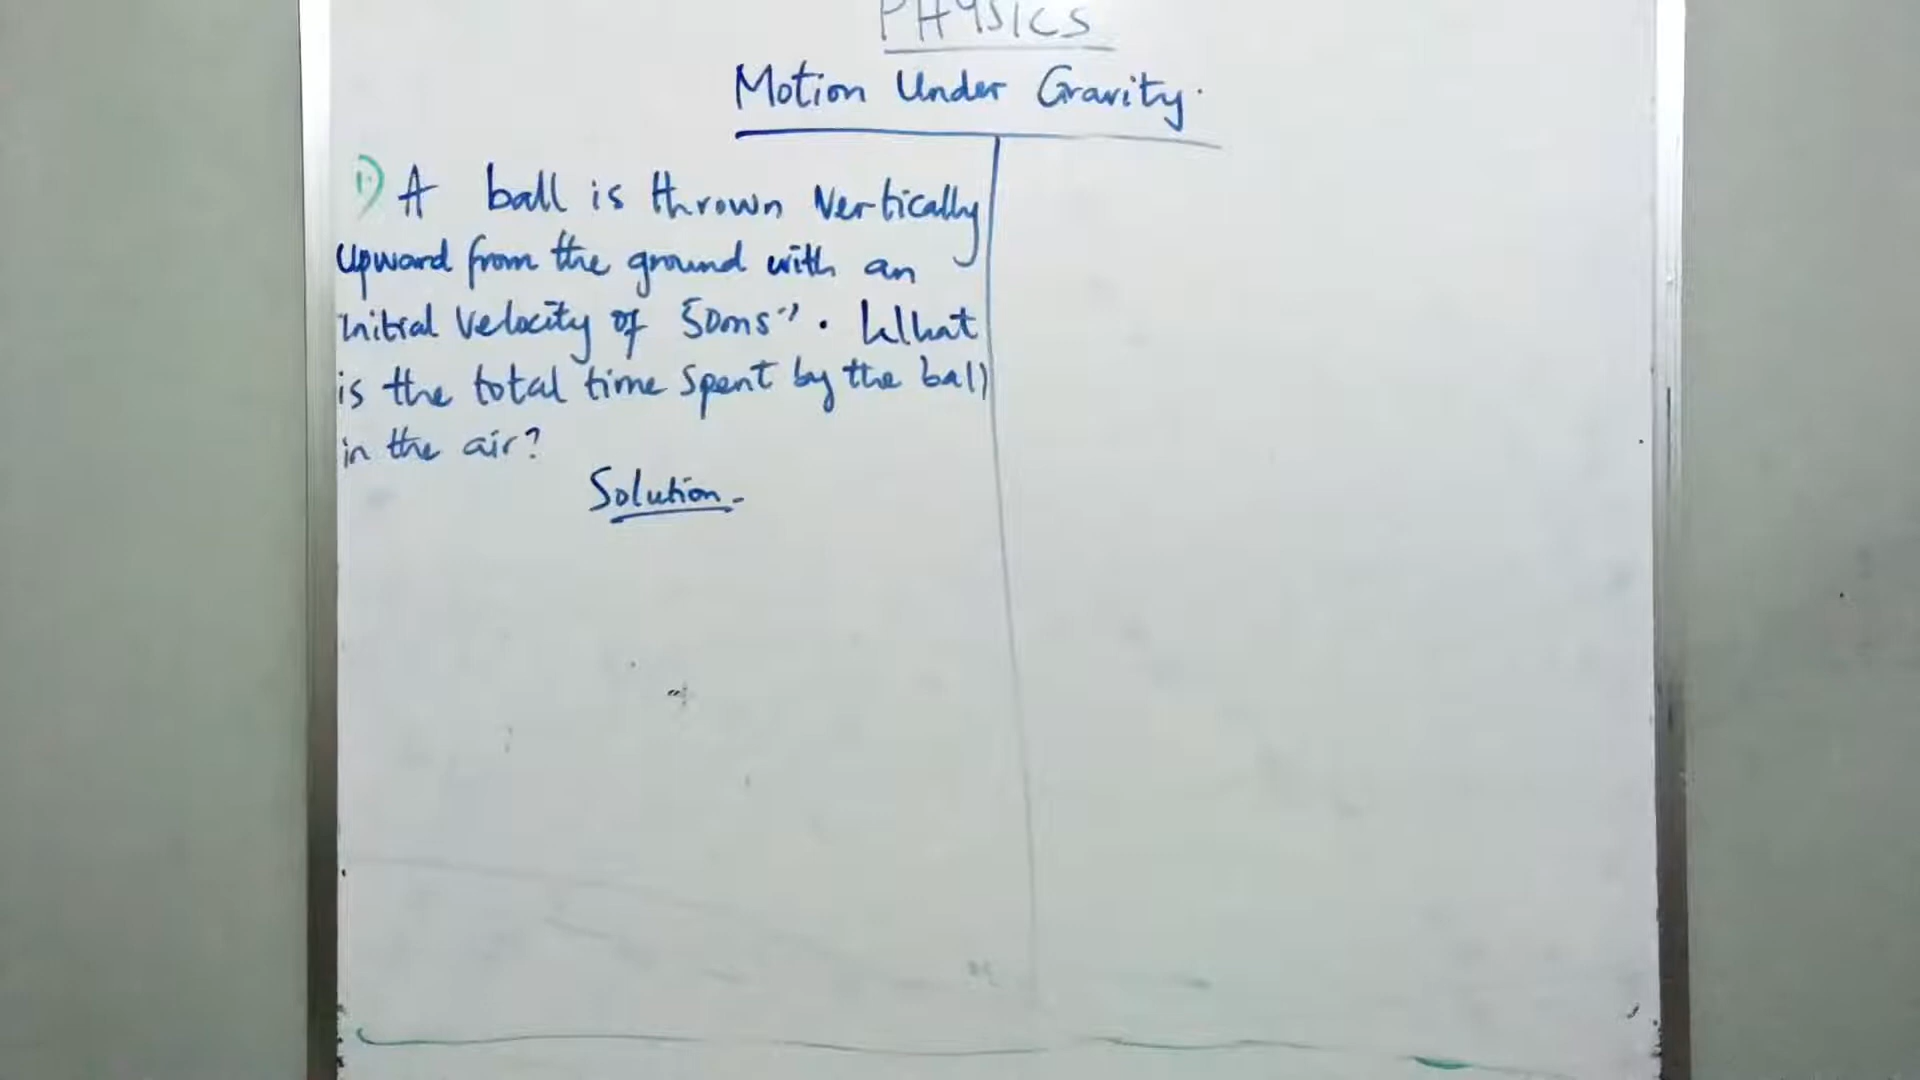 PHYSICS
Motion Under Gravity.
1.) A ball is thrown Vertically
Upward from the ground with an
initial Velocity of 50ms⁻¹. What
is the total time Spent by the ball
in the air?
Solution.